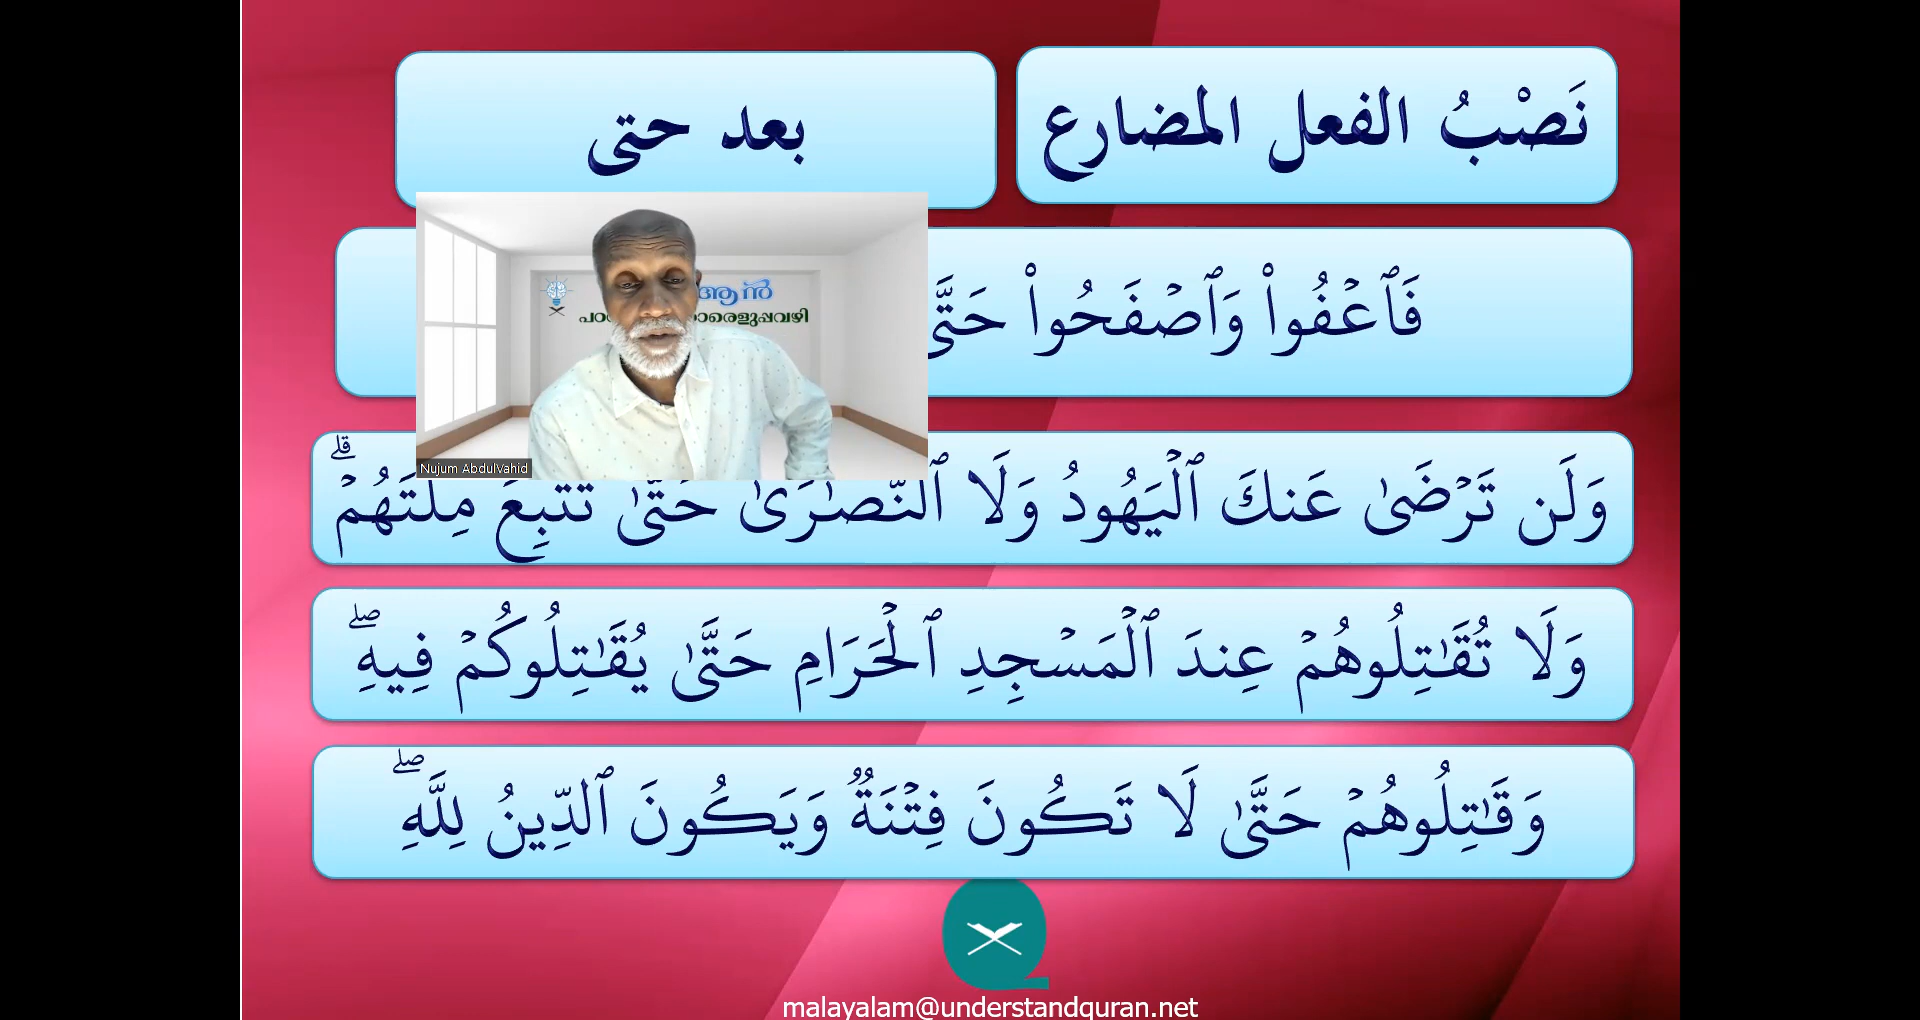 نَصْبُ الفعل المضارع
بعد حتى
فَٱعۡفُواْ وَٱصۡفَحُواْ حَتَّىٰ
ആൻ
Nujum AbdulVahid
وَلَن تَرۡضَىٰ عَنكَ ٱلۡيَهُودُ وَلَا ٱلنَّصَٰرَىٰ حَتَّىٰ تَتَّبِعَ مِلَّتَهُمۡۗ
وَلَا تُقَٰتِلُوهُمۡ عِندَ ٱلۡمَسۡجِدِ ٱلۡحَرَامِ حَتَّىٰ يُقَٰتِلُوكُمۡ فِيهِۖ
وَقَٰتِلُوهُمۡ حَتَّىٰ لَا تَكُونَ فِتۡنَةٞ وَيَكُونَ ٱلدِّينُ لِلَّهِۖ
malayalam@understandquran.net